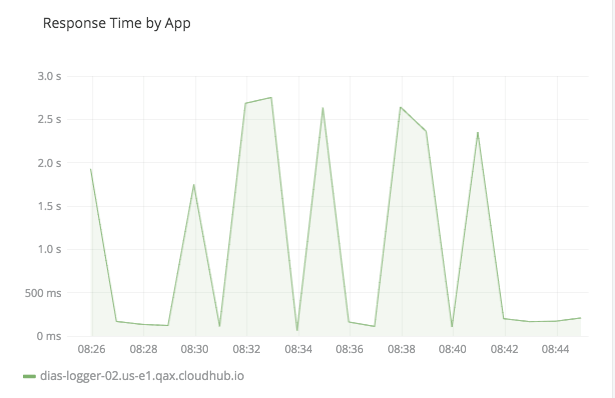 Response Time by App
3.0 s
2.5 s
2.0 s
1.5 s
1.0 s
500 ms
0 ms
08:26 08:28 08:30 08:32 08:34 08:36 08:38 08:40 08:42 08:44
dias-logger-02.us-e1.qax.cloudhub.io